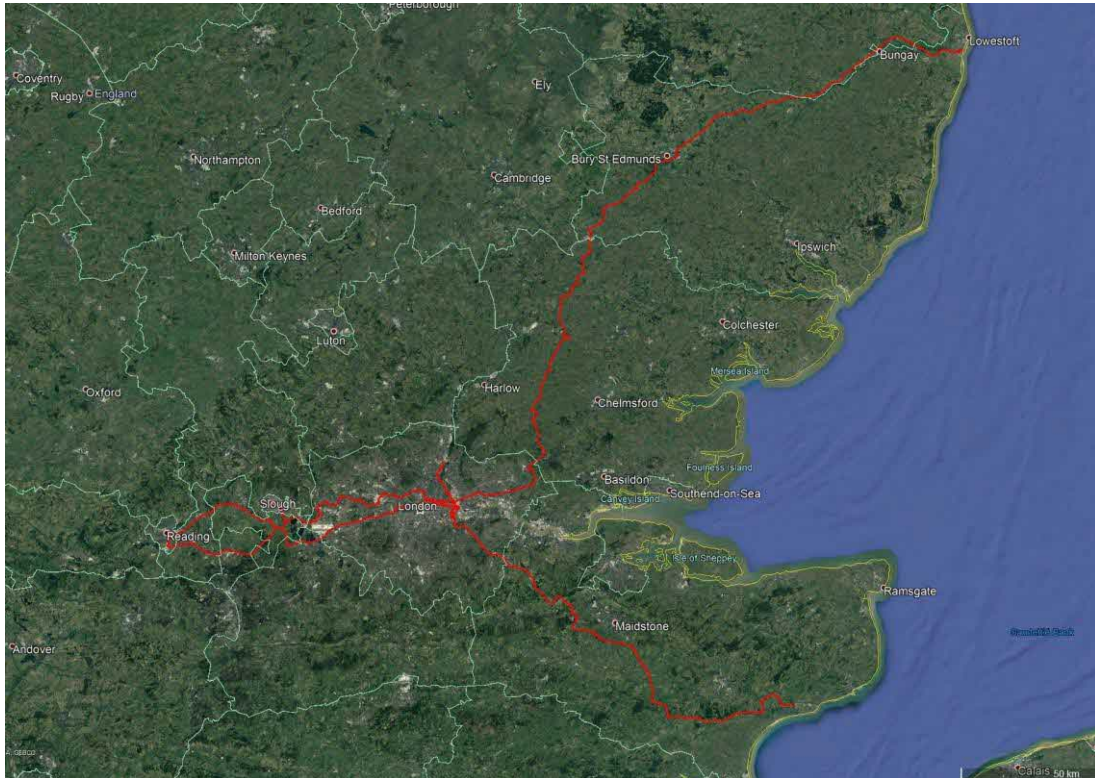 Peterborough
Lowestoft
Bungay
Coventry
Ely
Rugby
England
Bury St Edmunds
Northampton
Cambridge
Bedford
Ipswich
Milton Keynes
Colchester
Luton
Mersea Island
Harlow
Oxford
Chelmsford
Foulness Island
Basildon
Southend-on-Sea
Canvey Island
Slough
London
Reading
Isle of Sheppey
Ramsgate
Maidstone
Sandettié Bank
Andover
Calais
50 km